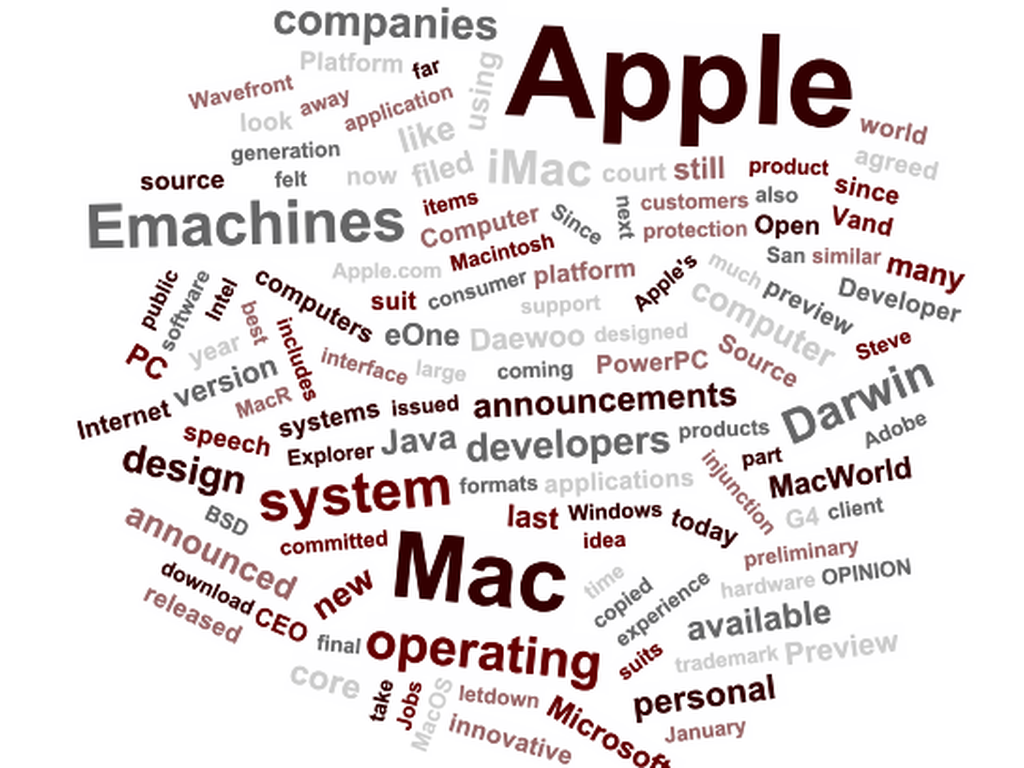 companies
Apple
Platform
far
using
Wavefront
away
application
look
like
world
generation
agreed
source
felt
now
filed
iMac
court
still
product
since
Emachines
items
Computer
Since
next
customers
also
protection
Open
Vand
Macintosh
San
similar
many
Apple.com
suit
consumer
platform
Apple's
much
preview
Developer
public
software
Intel
computers
support
computer
best
includes
eOne
Daewoo
designed
Steve
PC
year
interface
large
coming
PowerPC
Source
version
Internet
MacR
systems
issued
announcements
Darwin
speech
Explorer
Java
developers
products
Adobe
design
system
formats
applications
injunction
part
MacWorld
BSD
last
Windows
today
G4
client
announced
committed
idea
preliminary
download
new
Mac
time
copied
experience
hardware
OPINION
released
CEO
final
operating
suits
available
trademark
Preview
core
take
Jobs
MacOS
letdown
innovative
Microsoft
personal
January